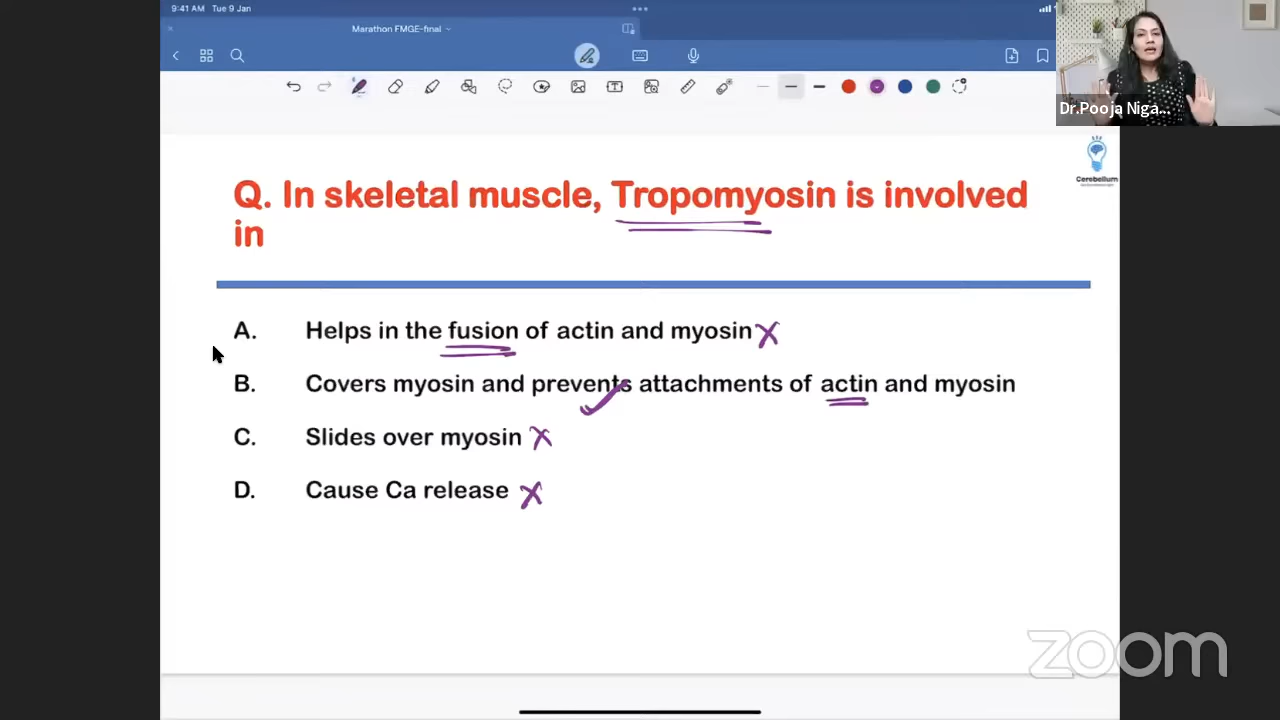 9:41 AM Tue 9 Jan
Marathon FMGE-final
Dr.Pooja Niga...
Cerebellum
Q. In skeletal muscle, Tropomyosin is involved
in
A. Helps in the fusion of actin and myosin X
B. Covers myosin and prevents attachments of actin and myosin
C. Slides over myosin X
D. Cause Ca release X
zoom